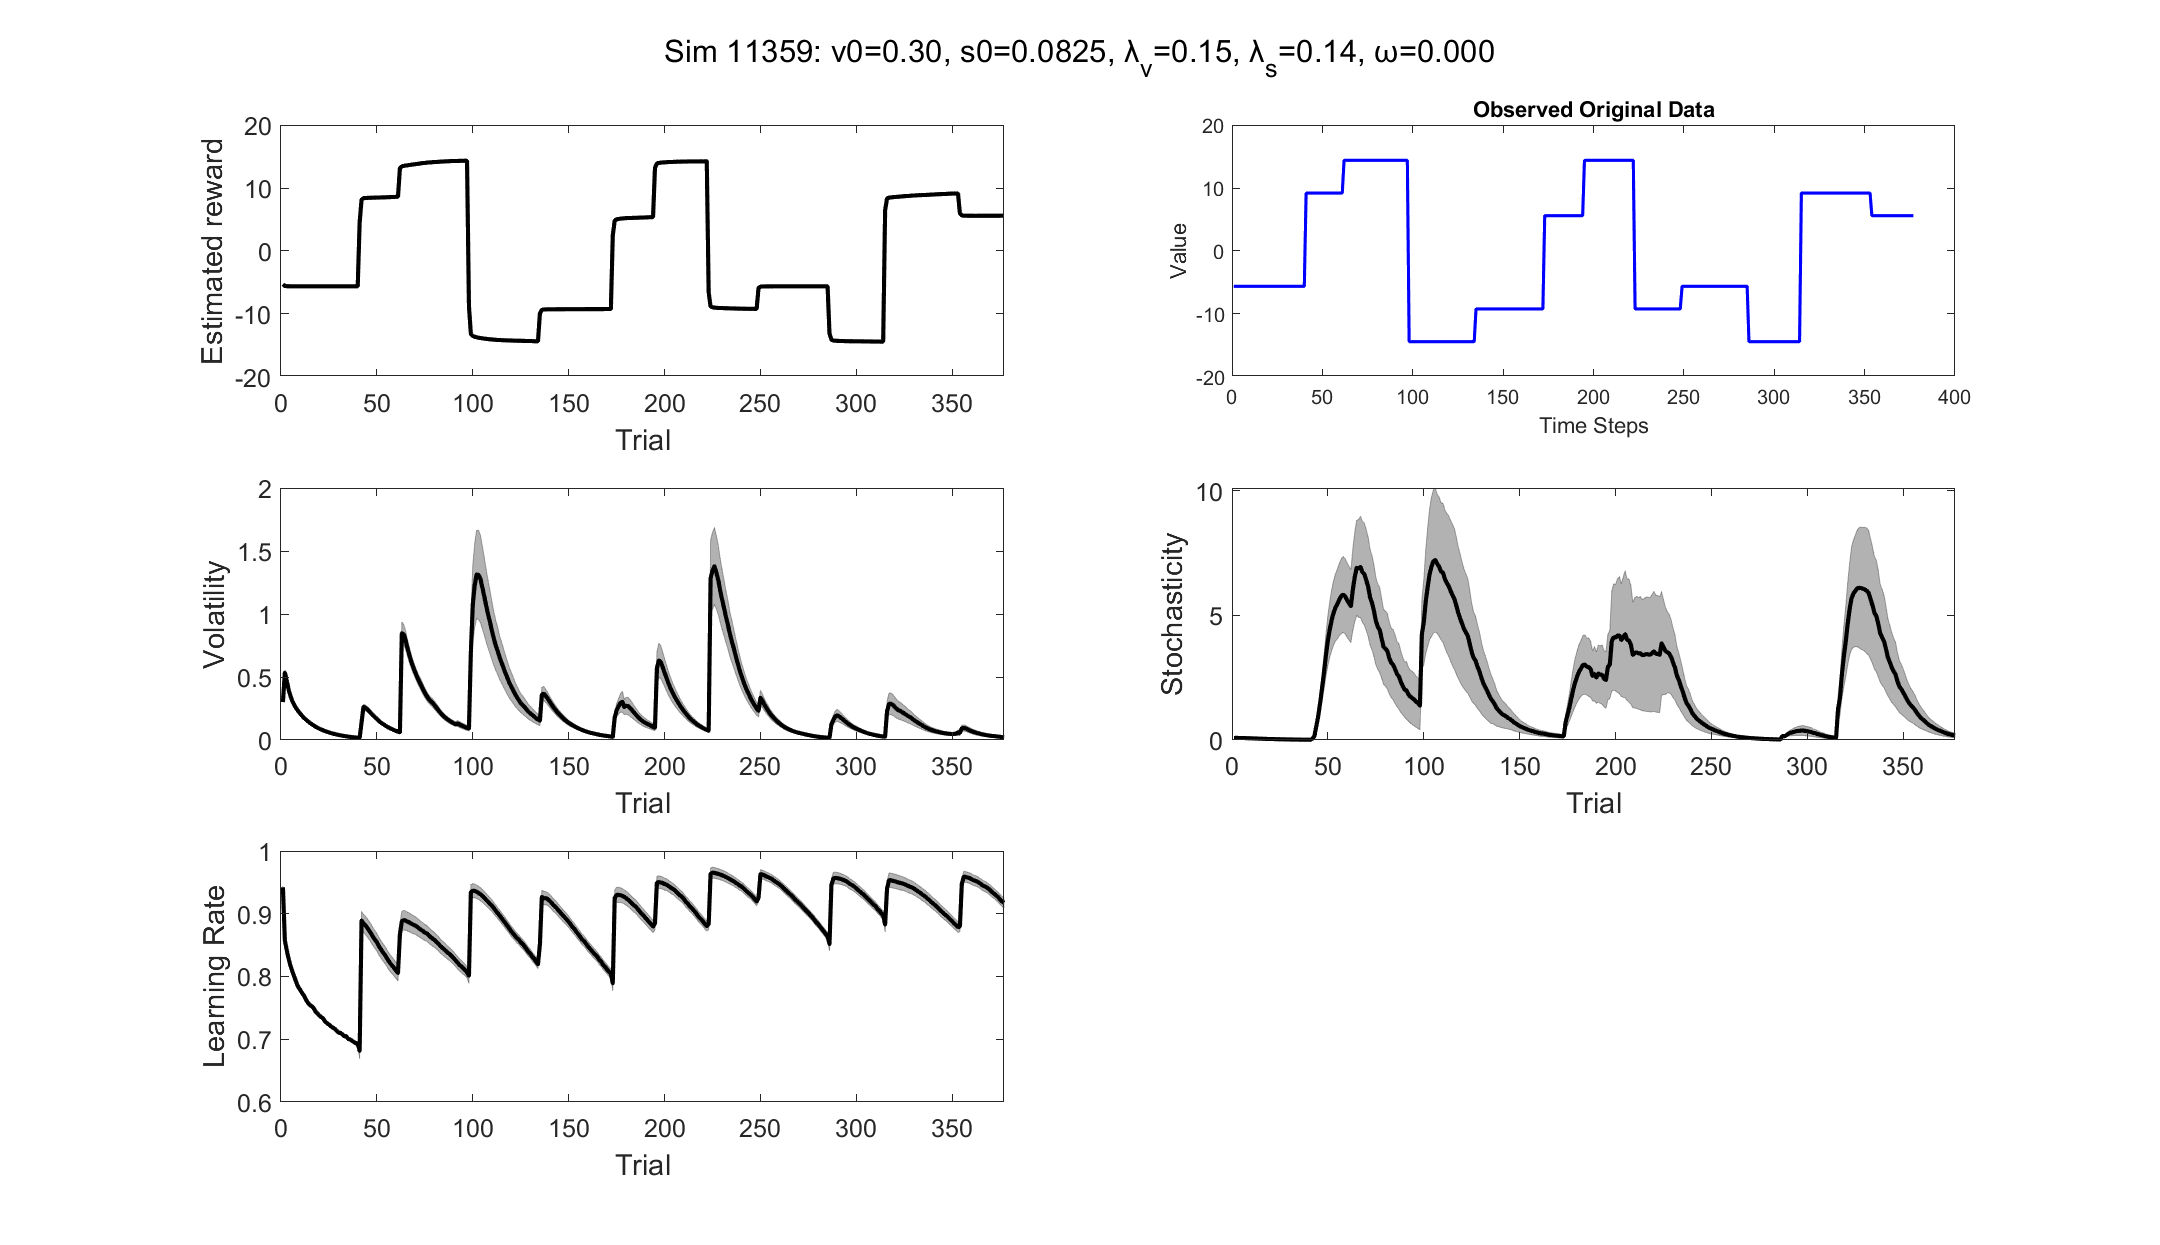 Sim 11359: v0=0.30, s0=0.0825, λ_v=0.15, λ_s=0.14, ω=0.000
20
10
0
-10
-20
Estimated reward
0 50 100 150 200 250 300 350
Trial
Observed Original Data
20
10
0
-10
-20
Value
0 50 100 150 200 250 300 350 400
Time Steps
2
1.5
1
0.5
0
Volatility
0 50 100 150 200 250 300 350
Trial
10
5
0
Stochasticity
0 50 100 150 200 250 300 350
Trial
1
0.9
0.8
0.7
0.6
Learning Rate
0 50 100 150 200 250 300 350
Trial